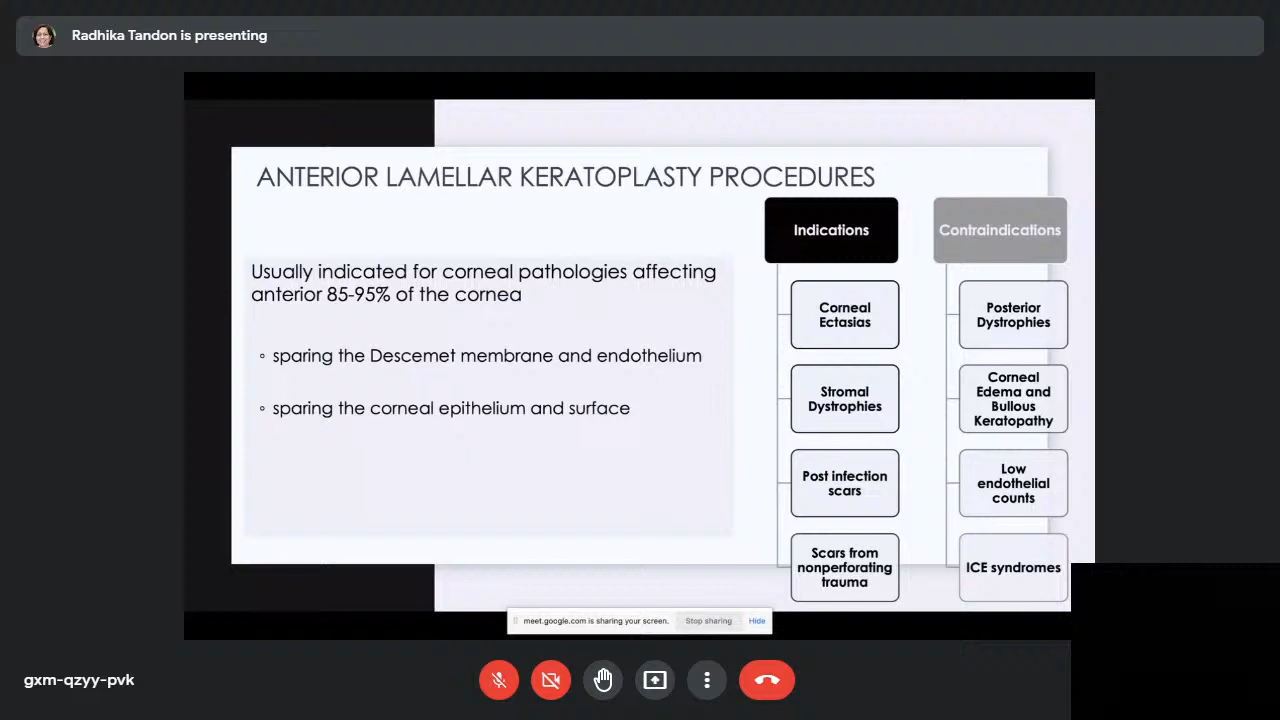 Radhika Tandon is presenting
ANTERIOR LAMELLAR KERATOPLASTY PROCEDURES
Usually indicated for corneal pathologies affecting
anterior 85-95% of the cornea
◦ sparing the Descemet membrane and endothelium
◦ sparing the corneal epithelium and surface
Indications
Corneal
Ectasias
Stromal
Dystrophies
Post infection
scars
Scars from
nonperforating
trauma
Contraindications
Posterior
Dystrophies
Corneal
Edema and
Bullous
Keratopathy
Low
endothelial
counts
ICE syndromes
meet.google.com is sharing your screen. Stop sharing Hide
gxm-qzyy-pvk